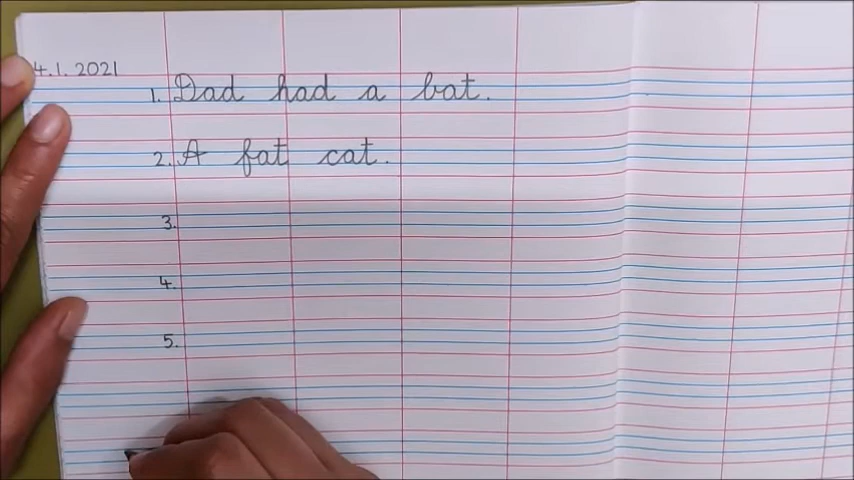 4.1.2021
1. Dad had a bat.
2. A fat cat.
3.
4.
5.